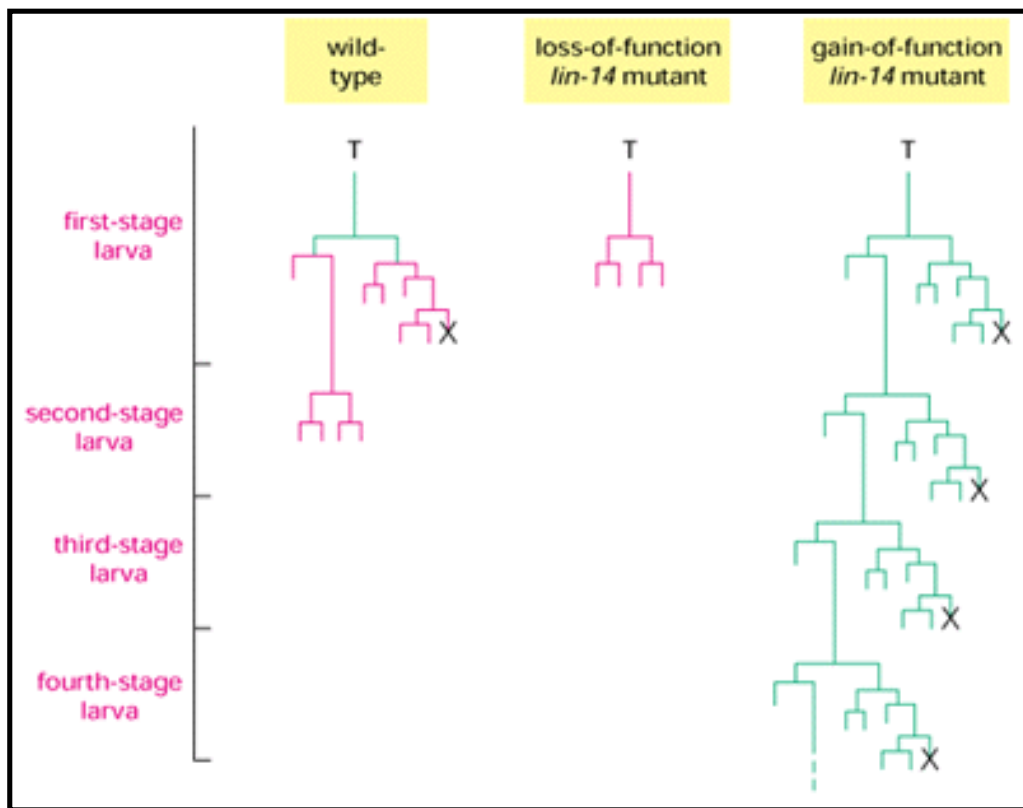 wild-
type
loss-of-function
lin-14 mutant
gain-of-function
lin-14 mutant
T
T
T
first-stage
larva
X
X
second-stage
larva
X
third-stage
larva
X
fourth-stage
larva
X